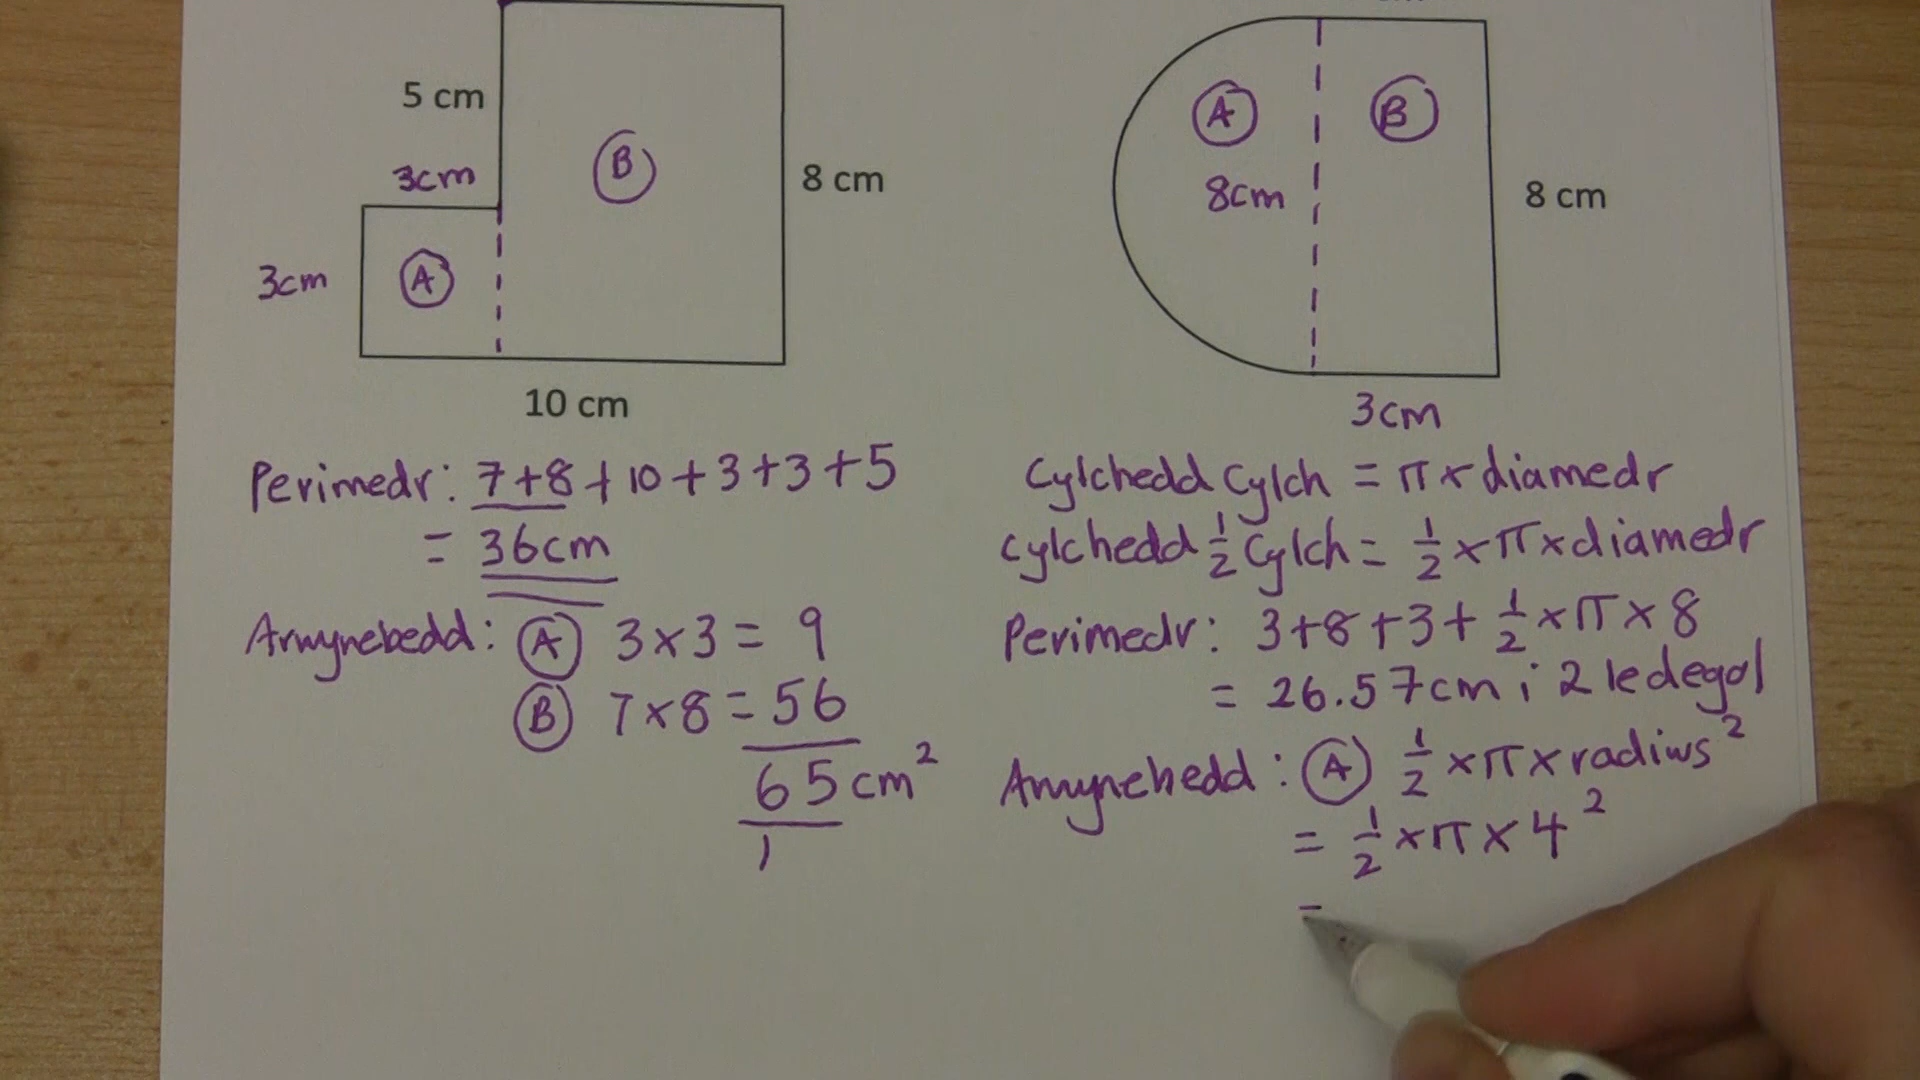 5 cm
3cm
B
8 cm
3cm
A
10 cm
Perimedr: 7+8+10+3+3+5
= 36cm
Arwynebedd: A 3×3= 9
B 7×8=56
65cm²
1
A
B
8cm
8 cm
3cm
Cylchedd Cylch = π×diamedr
Cylchedd ½ Cylch = ½×π×diamedr
Perimedr: 3+8+3+½×π×8
= 26.57cm i 2 le degol
Arwynebedd: A ½×π×radiws²
= ½×π×4²